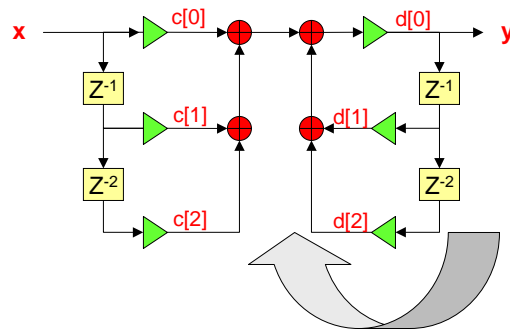 x c[0] d[0] y
Z-1 Z-1
c[1] d[1]
Z-2 Z-2
c[2] d[2]